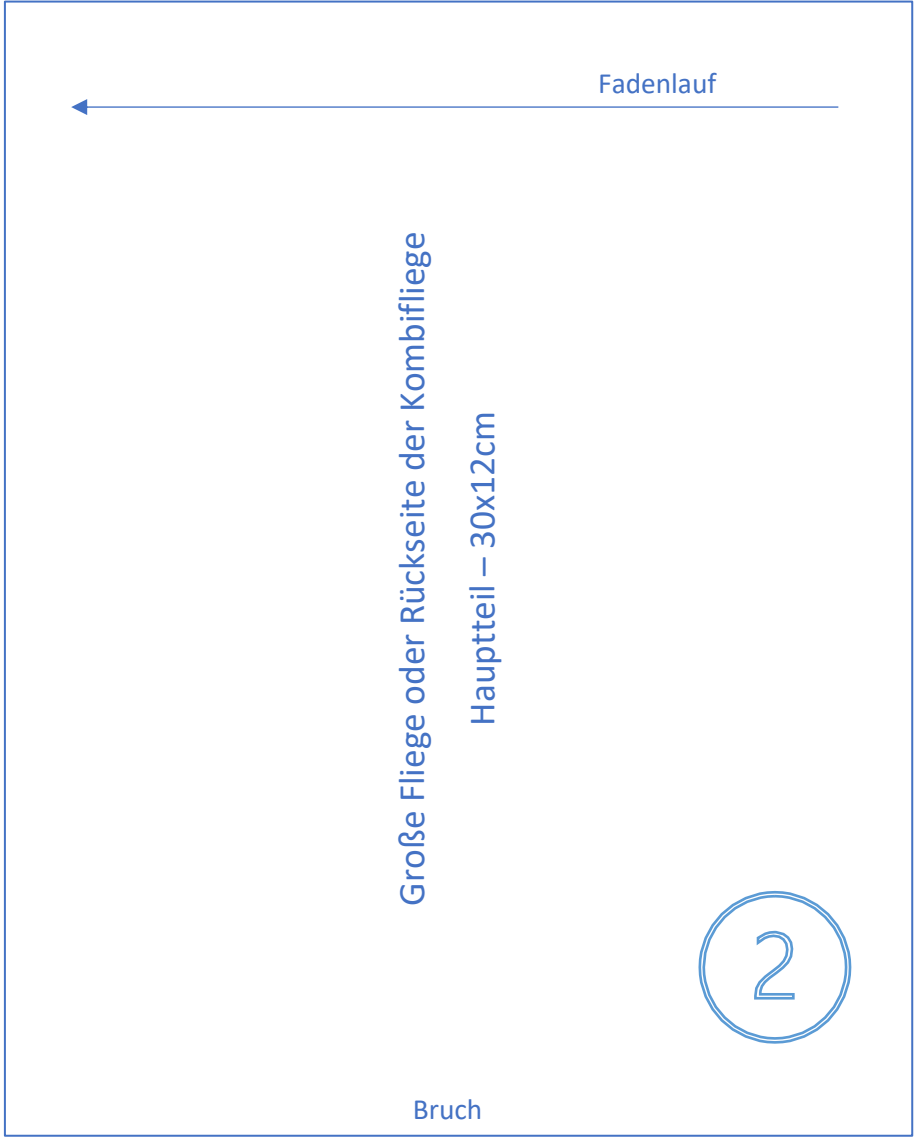 Fadenlauf
Große Fliege oder Rückseite der Kombifliege
Hauptteil – 30x12cm
2
Bruch